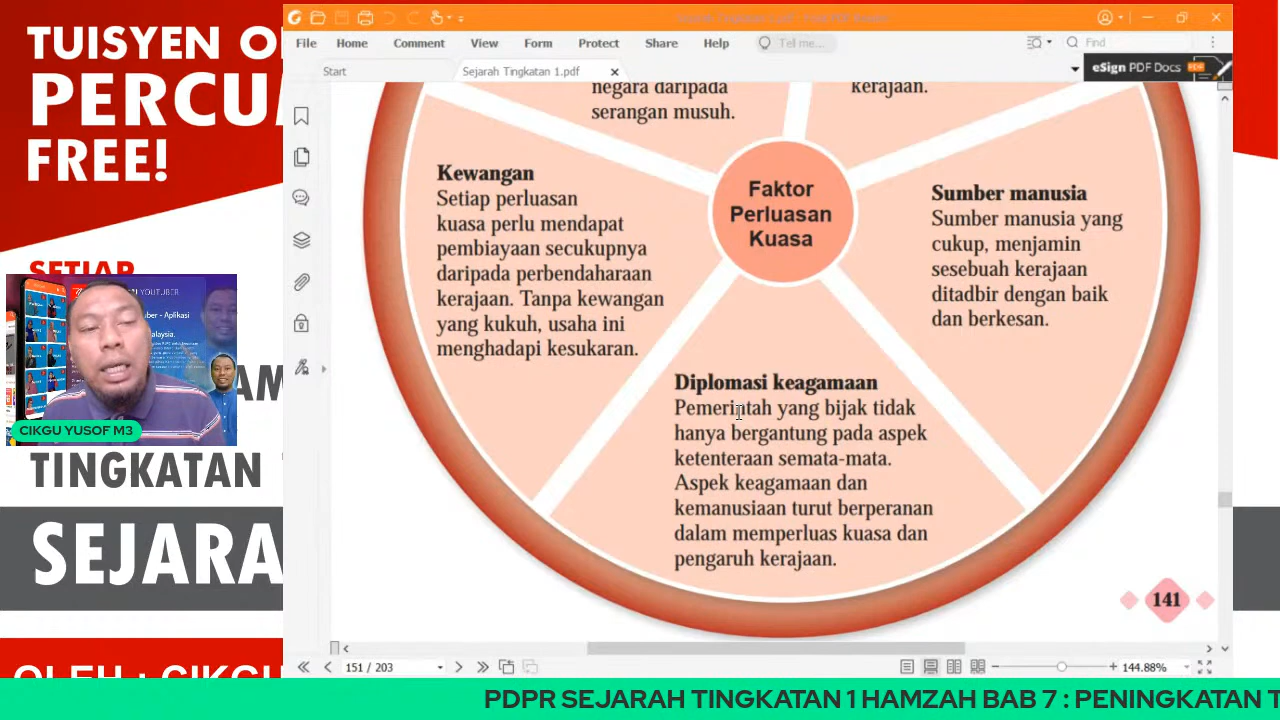 TUISYEN O
PERCU
FREE!
SETIAP
YOUTUBER
CIKGU YUSOF M3
TINGKATAN
SEJARA
OLEH : CIKGU
File Home Comment View Form Protect Share Help Tell me... Find
Start Sejarah Tingkatan 1.pdf eSign PDF Docs
negara daripada
serangan musuh.
kerajaan.
Kewangan
Setiap perluasan
kuasa perlu mendapat
pembiayaan secukupnya
daripada perbendaharaan
kerajaan. Tanpa kewangan
yang kukuh, usaha ini
menghadapi kesukaran.
Faktor
Perluasan
Kuasa
Sumber manusia
Sumber manusia yang
cukup, menjamin
sesebuah kerajaan
ditadbir dengan baik
dan berkesan.
Diplomasi keagamaan
Pemerintah yang bijak tidak
hanya bergantung pada aspek
ketenteraan semata-mata.
Aspek keagamaan dan
kemanusiaan turut berperanan
dalam memperluas kuasa dan
pengaruh kerajaan.
141
151 / 203
144.88%
PDPR SEJARAH TINGKATAN 1 HAMZAH BAB 7 : PENINGKATAN T